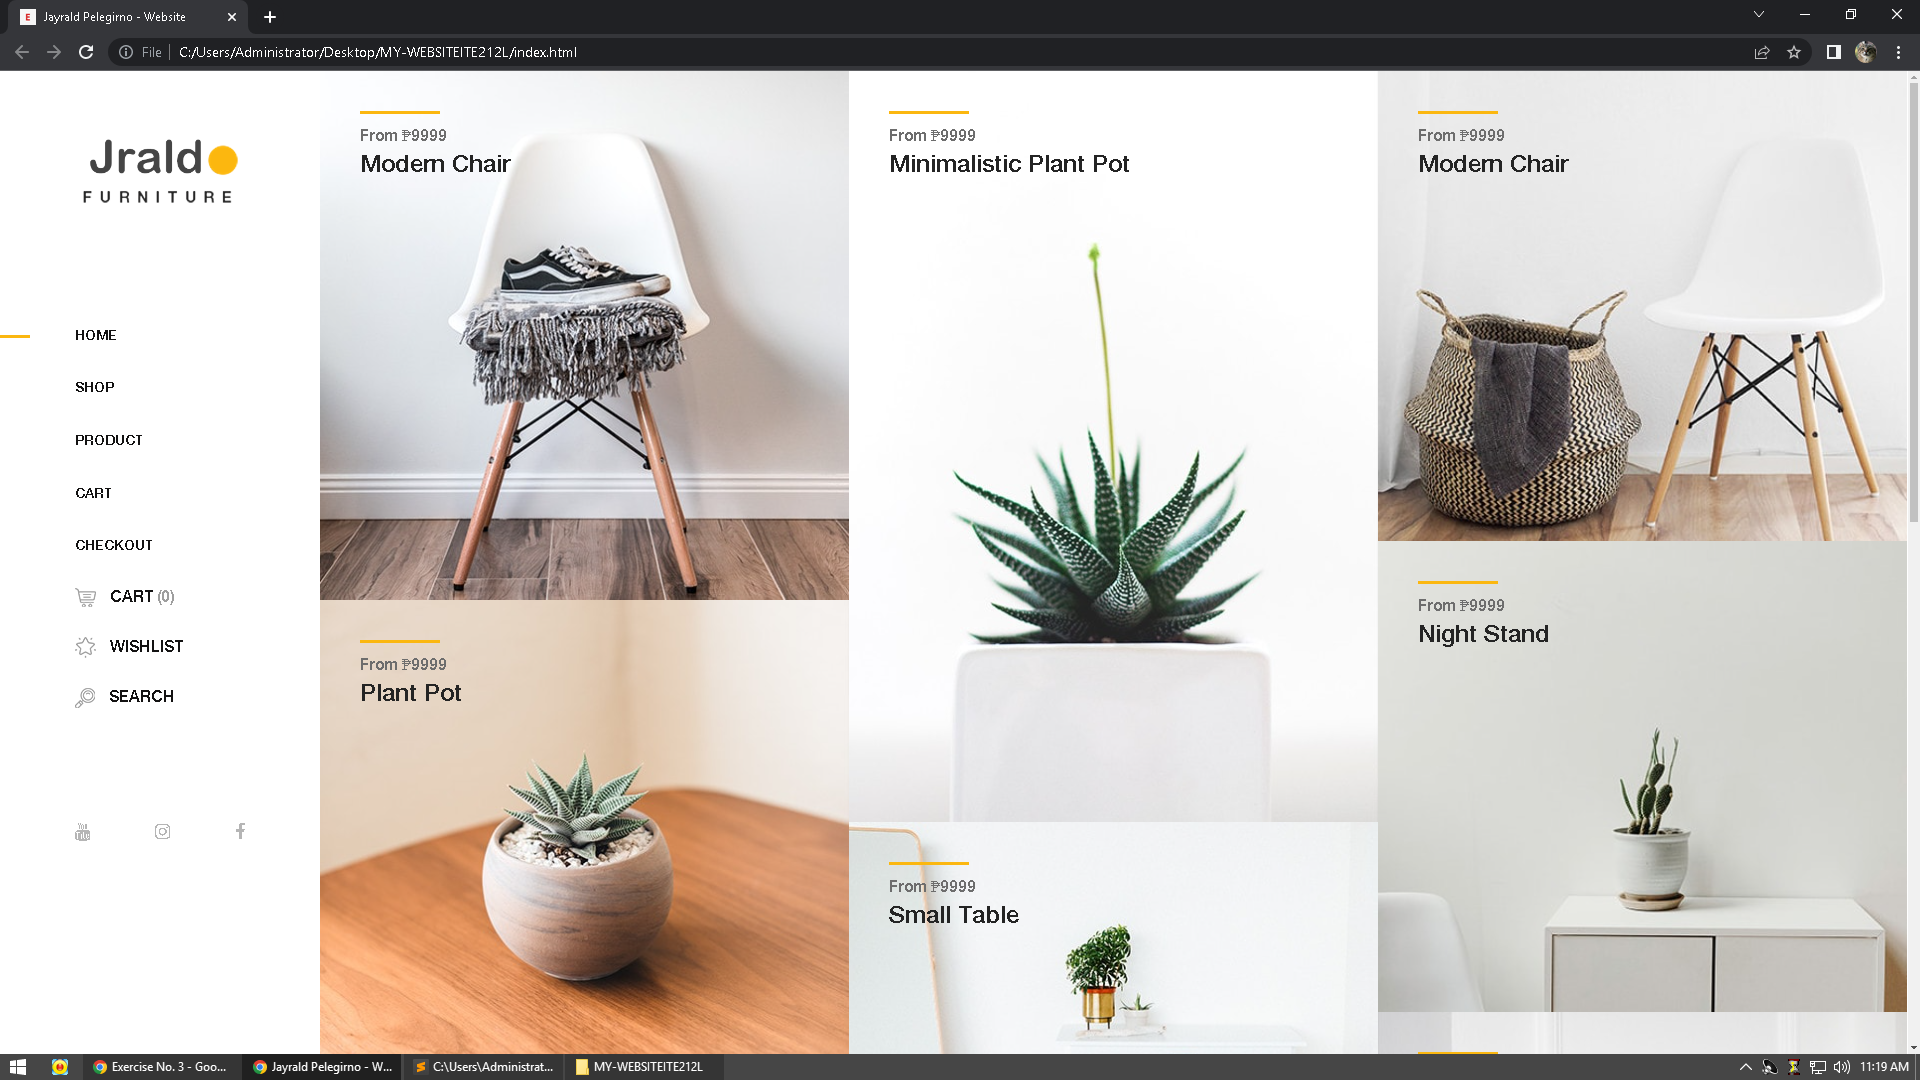 Jayrald Pelegirno - Website
File
C:/Users/Administrator/Desktop/MY-WEBSITEITE212L/index.html
Jrald
FURNITURE
HOME
SHOP
PRODUCT
CART
CHECKOUT
CART (0)
WISHLIST
SEARCH
From ₱9999
Modern Chair
From ₱9999
Plant Pot
From ₱9999
Minimalistic Plant Pot
From ₱9999
Small Table
From ₱9999
Modern Chair
From ₱9999
Night Stand
Exercise No. 3 - Goo...
Jayrald Pelegirno - W...
C:\Users\Administrat...
MY-WEBSITEITE212L
11:19 AM